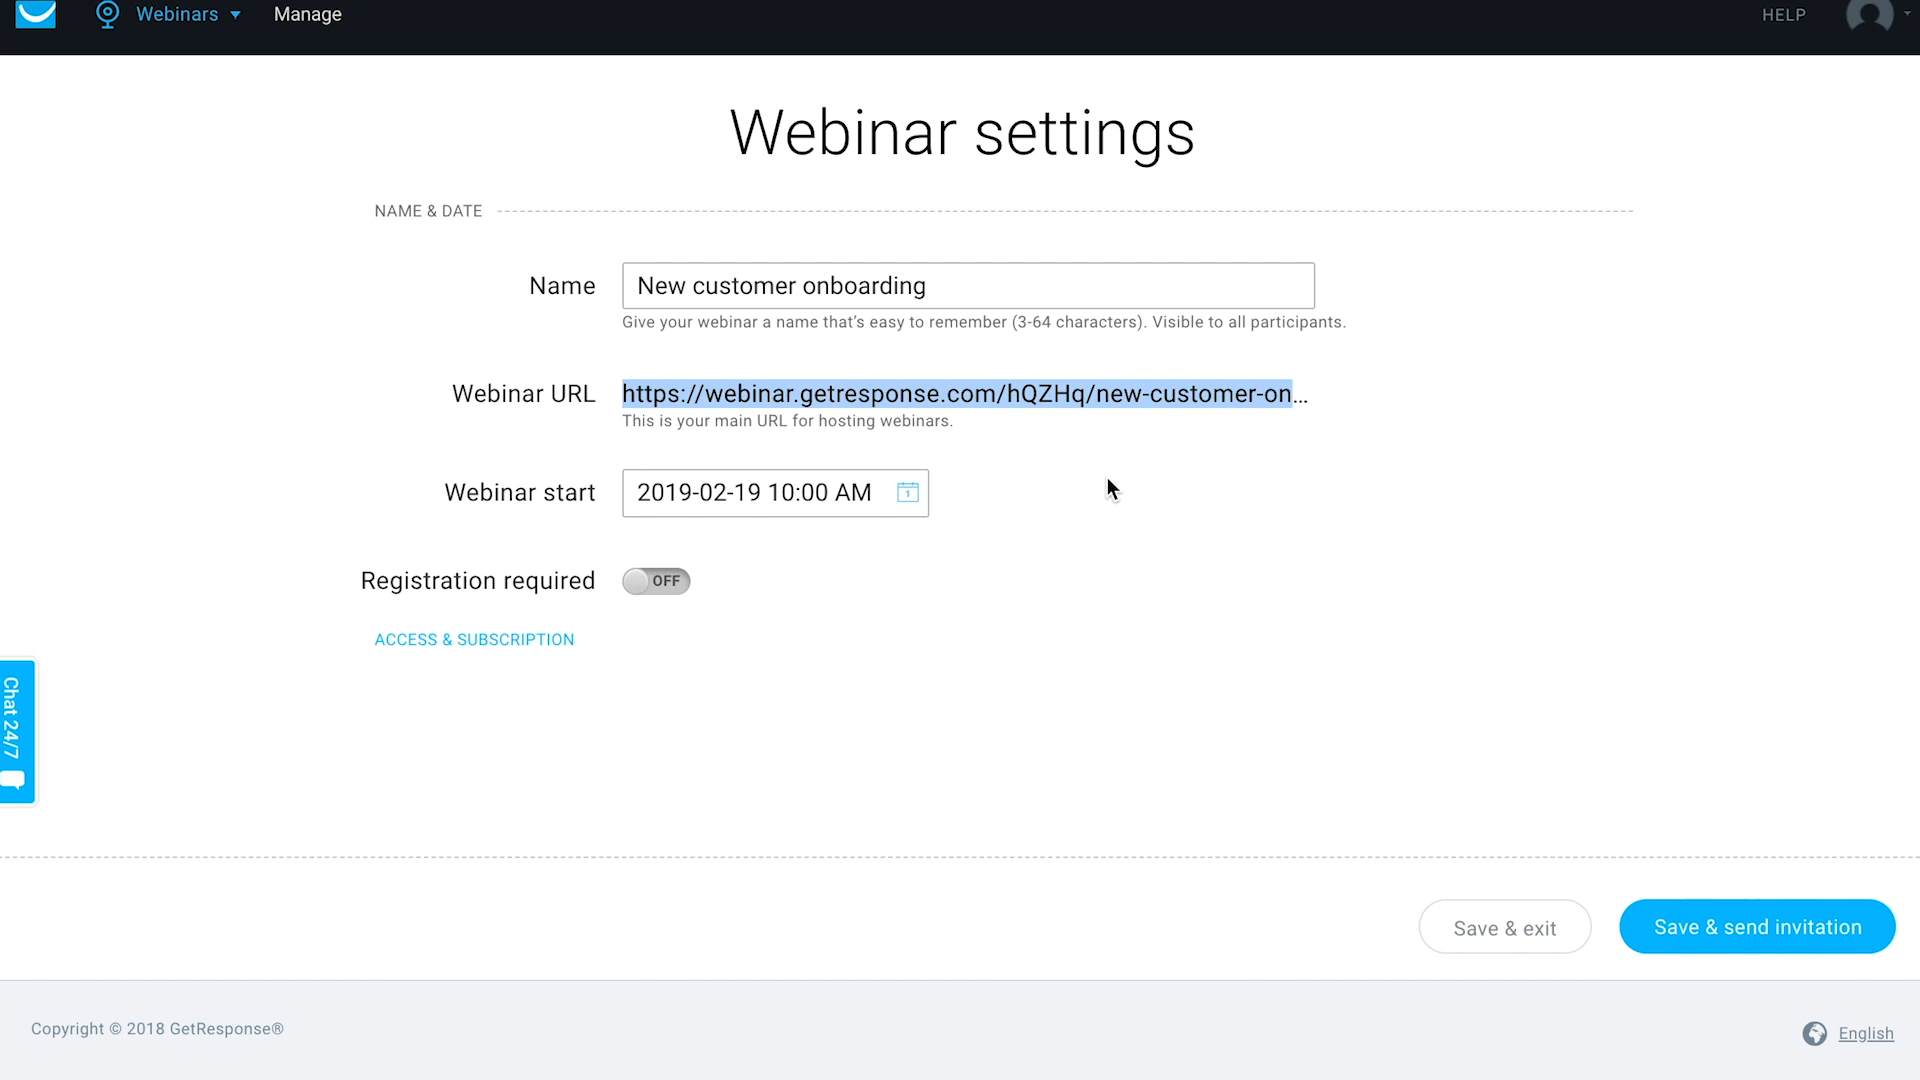 Webinars Manage HELP
Webinar settings
NAME & DATE
Name New customer onboarding
Give your webinar a name that's easy to remember (3-64 characters). Visible to all participants.
Webinar URL https://webinar.getresponse.com/hQZHq/new-customer-on...
This is your main URL for hosting webinars.
Webinar start 2019-02-19 10:00 AM 1
Registration required OFF
ACCESS & SUBSCRIPTION
Chat 24/7
Save & exit Save & send invitation
Copyright © 2018 GetResponse® English